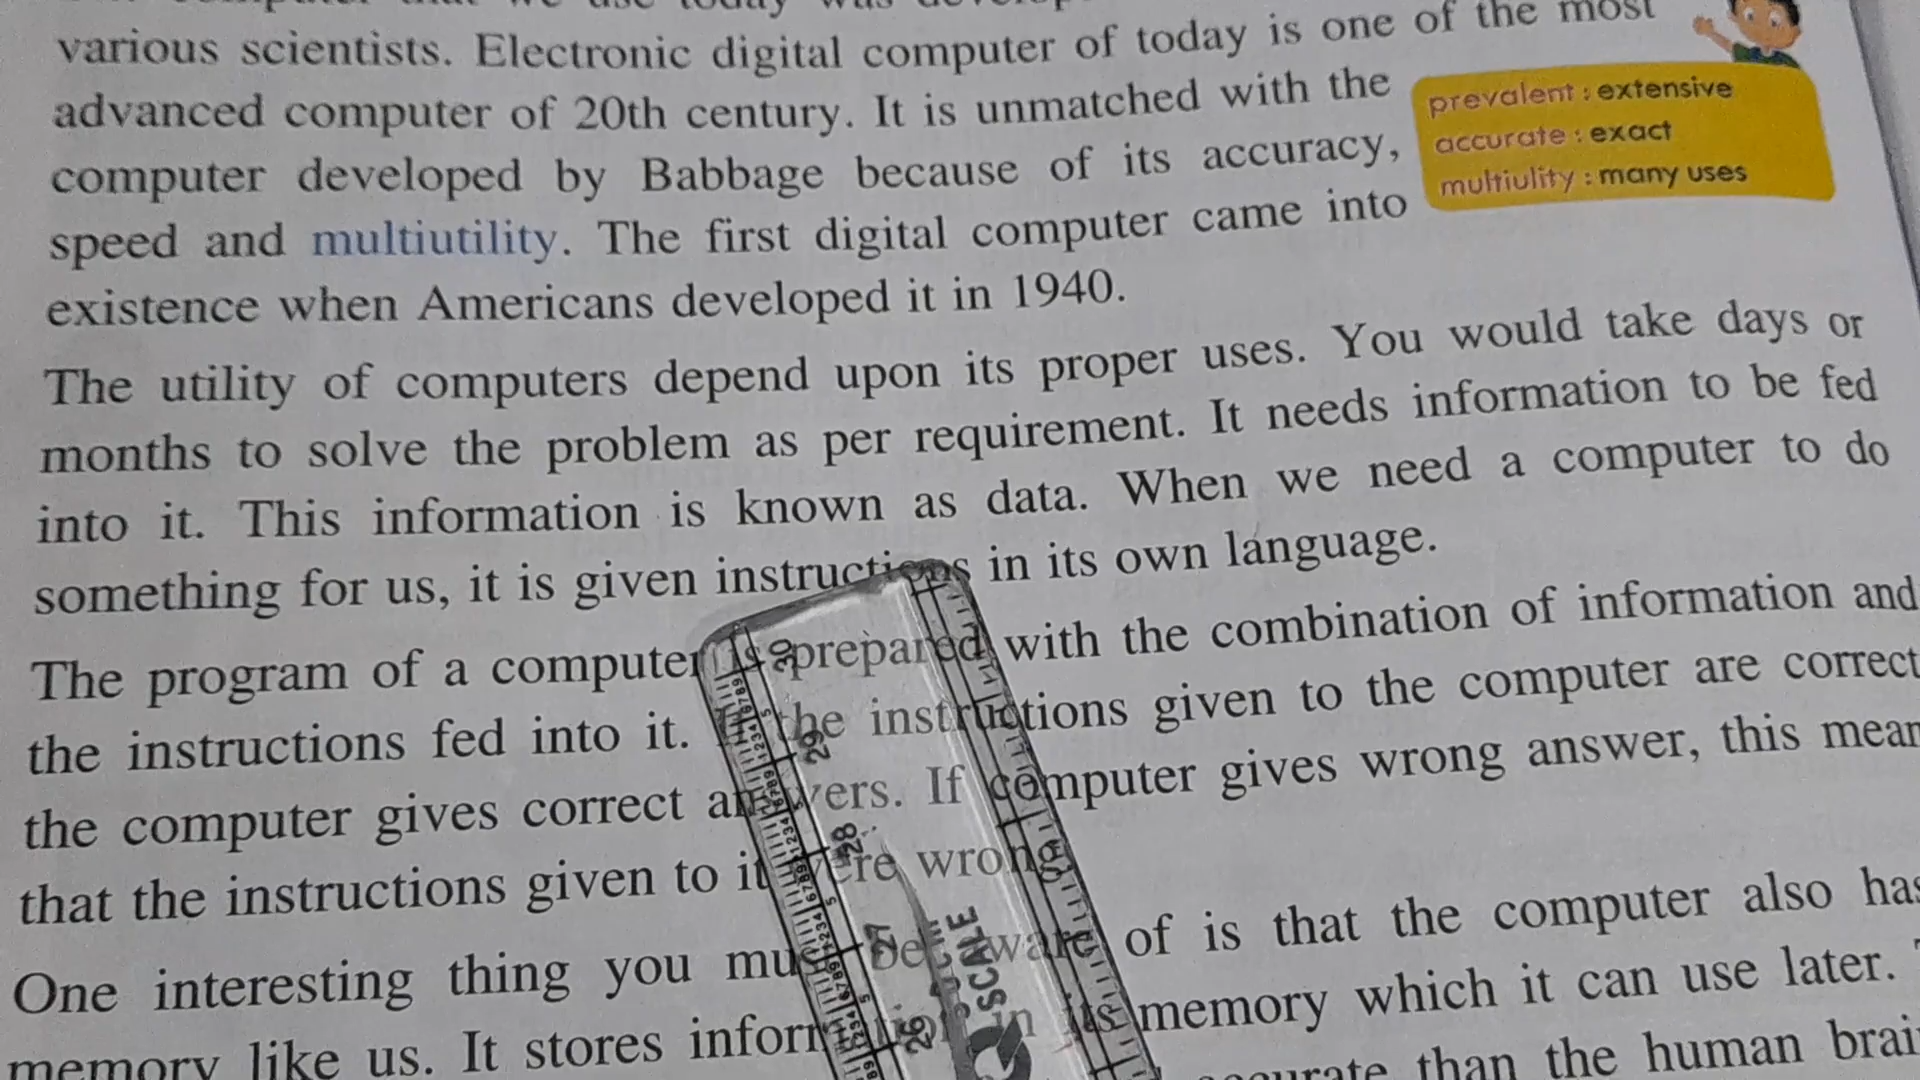 various scientists. Electronic digital computer of today is one of the most
advanced computer of 20th century. It is unmatched with the
computer developed by Babbage because of its accuracy,
speed and multiutility. The first digital computer came into
existence when Americans developed it in 1940.
prevalent : extensive
accurate : exact
multiulity : many uses
The utility of computers depend upon its proper uses. You would take days or
months to solve the problem as per requirement. It needs information to be fed
into it. This information is known as data. When we need a computer to do
something for us, it is given instructions in its own language.
The program of a computer is prepared with the combination of information and
the instructions fed into it. If the instructions given to the computer are correct
the computer gives correct answers. If computer gives wrong answer, this mean
that the instructions given to it were wrong
One interesting thing you must be aware of is that the computer also has
memory like us. It stores information in its memory which it can use later.
than the human brai
30
29
28
27
26
SCALE